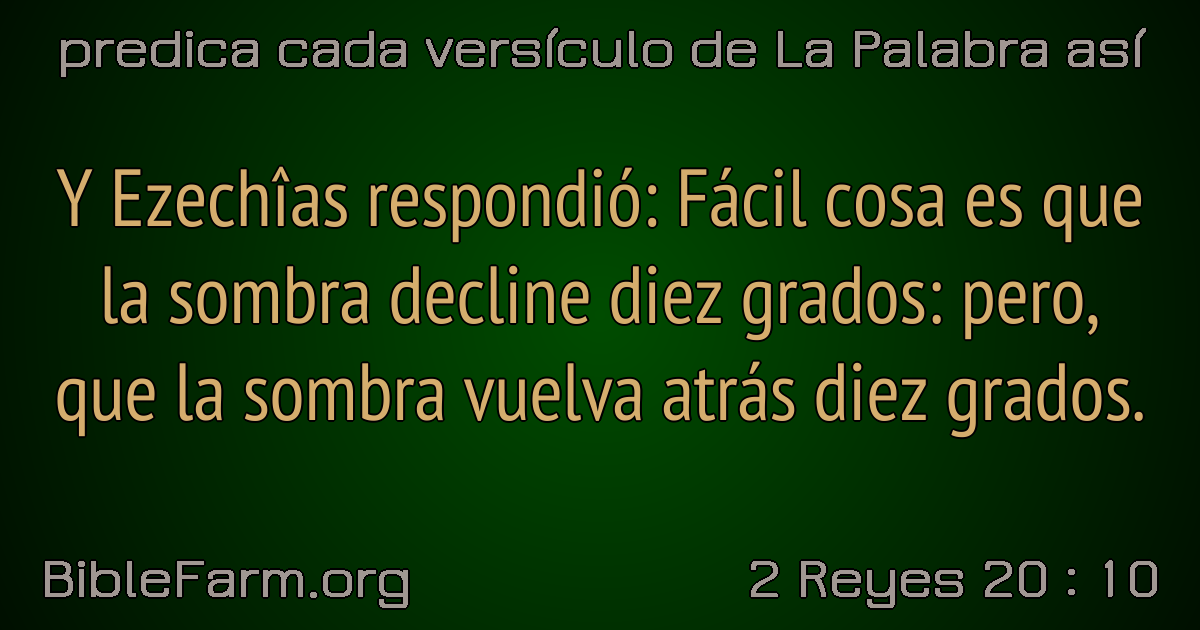 predica cada versículo de La Palabra así
Y Ezechîas respondió: Fácil cosa es que
la sombra decline diez grados: pero,
que la sombra vuelva atrás diez grados.
BibleFarm.org
2 Reyes 20 : 10